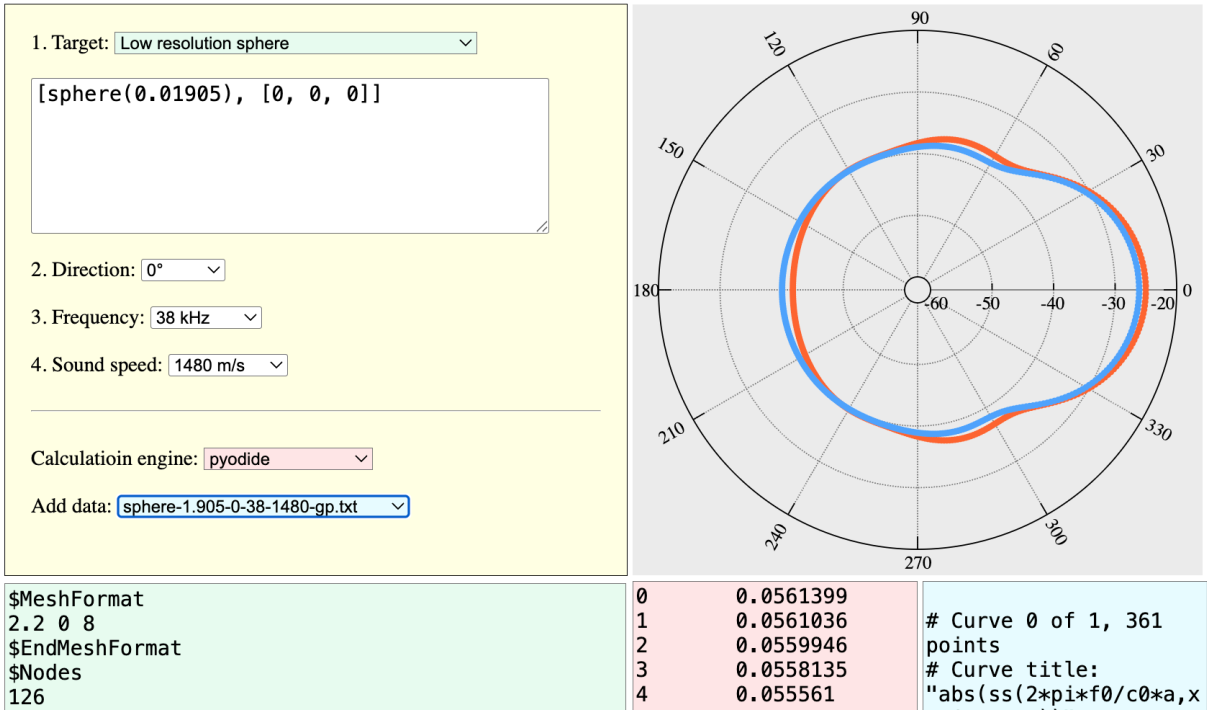 1. Target: Low resolution sphere
[sphere(0.01905), [0, 0, 0]]
2. Direction: 0°
3. Frequency: 38 kHz
4. Sound speed: 1480 m/s
Calculatioin engine: pyodide
Add data: sphere-1.905-0-38-1480-gp.txt
90
120
60
150
30
180
-60
-50
-40
-30
-20
0
210
330
240
300
270
$MeshFormat
2.2 0 8
$EndMeshFormat
$Nodes
126
0 0.0561399
1 0.0561036
2 0.0559946
3 0.0558135
4 0.055561
# Curve 0 of 1, 361
points
# Curve title:
"abs(ss(2*pi*f0/c0*a,x